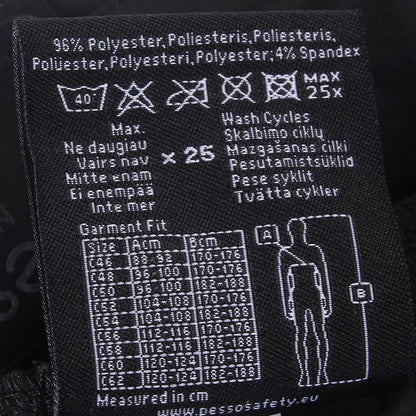 96% Polyester, Poliesteris, Poliesteris,
Polüester, Polyesteri, Polyester; 4% Spandex
40° MAX
25x
Max. Wash Cycles
Ne daugiau Skalbimo ciklų
Vairs nav x 25 Mazgāšanas cikli
Mitte enam Pesutamistsüklid
Ei enempää Pese syklit
Inte mer Tvätta cykler
Garment Fit
Size Acm Bcm
C46 88-92 170-176
C48 96-100 170-176
C50 96-100 182-188
C52 104-108 170-176
C54 104-108 182-188
C56 112-116 170-176
C58 112-116 182-188
C60 120-124 170-176
C62 120-124 182-188
A
B
Measured in cm
www.pessosafety.eu